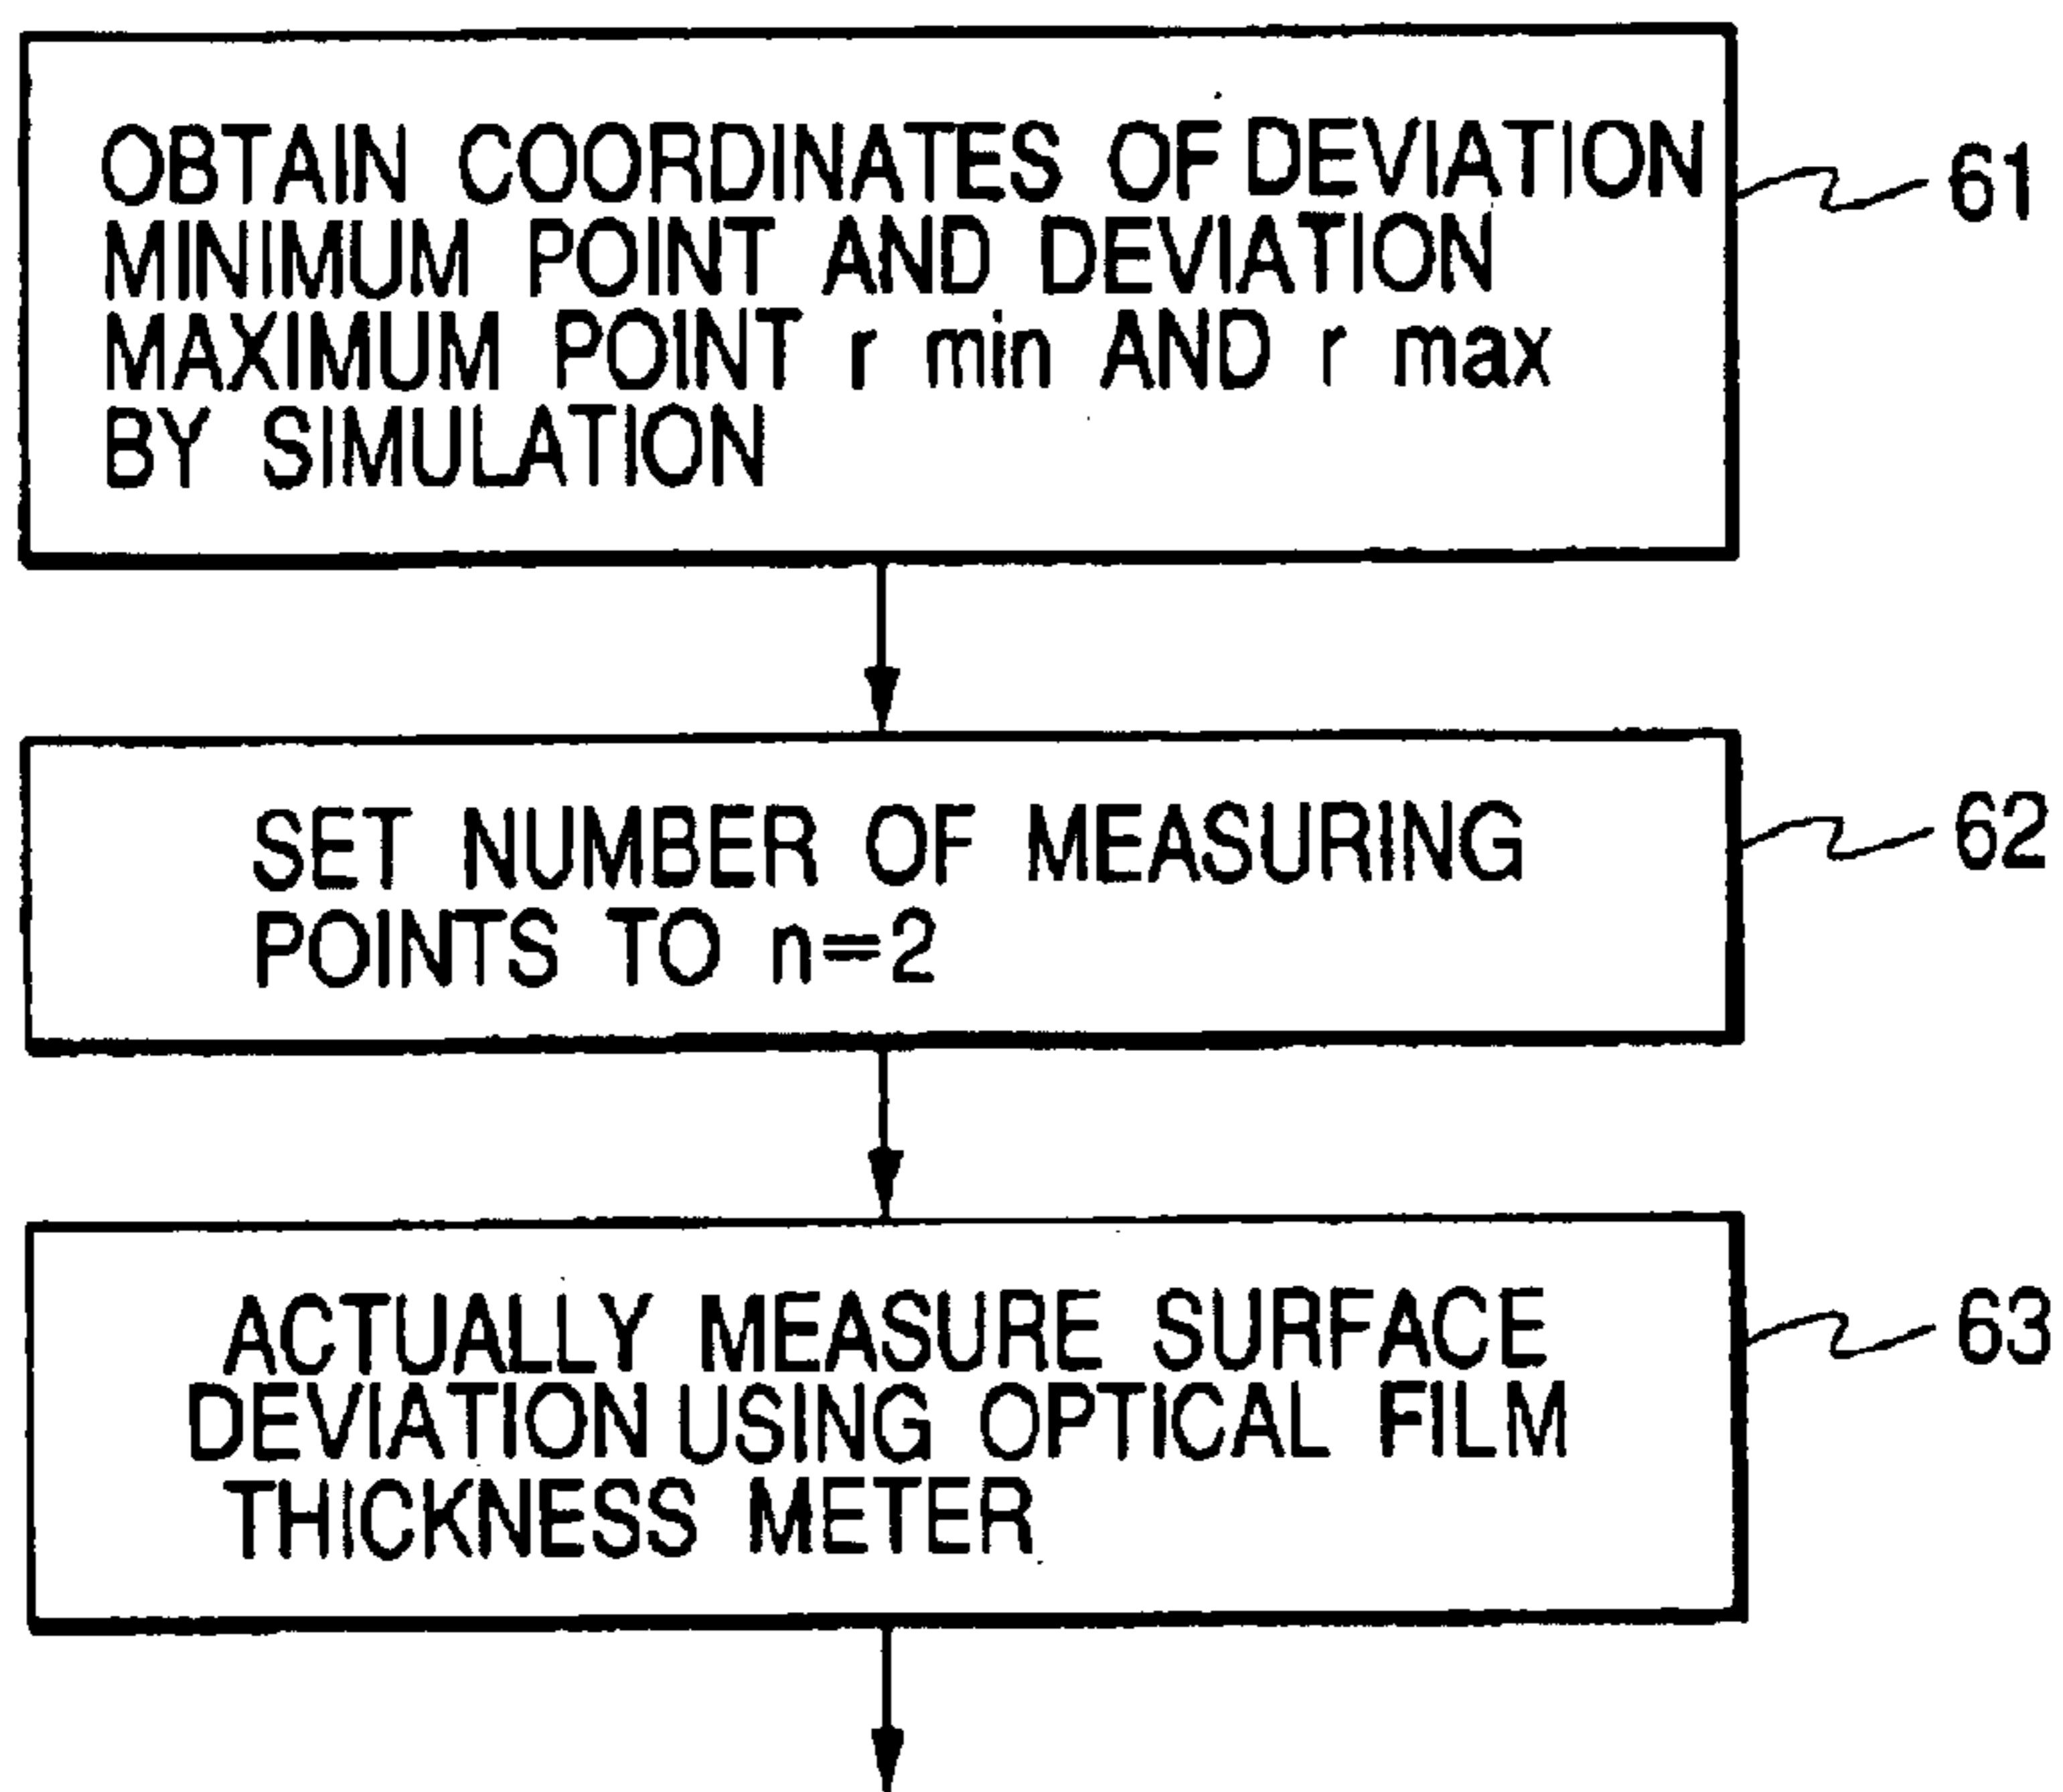 OBTAIN COORDINATES OF DEVIATION
MINIMUM POINT AND DEVIATION
MAXIMUM POINT r min AND r max
BY SIMULATION
61
SET NUMBER OF MEASURING
POINTS TO n=2
62
ACTUALLY MEASURE SURFACE
DEVIATION USING OPTICAL FILM
THICKNESS METER
63